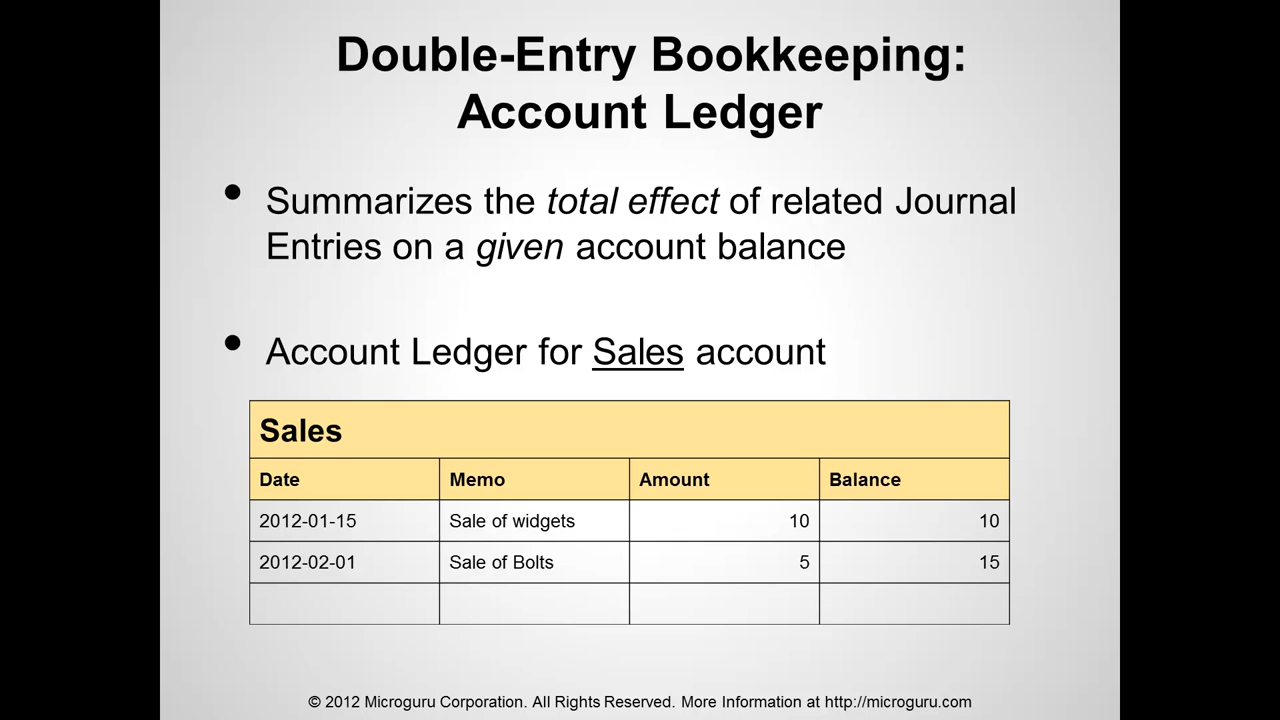 Double-Entry Bookkeeping:
Account Ledger
• Summarizes the total effect of related Journal
Entries on a given account balance
• Account Ledger for Sales account
Sales
Date Memo Amount Balance
2012-01-15 Sale of widgets 10 10
2012-02-01 Sale of Bolts 5 15
© 2012 Microguru Corporation. All Rights Reserved. More Information at http://microguru.com